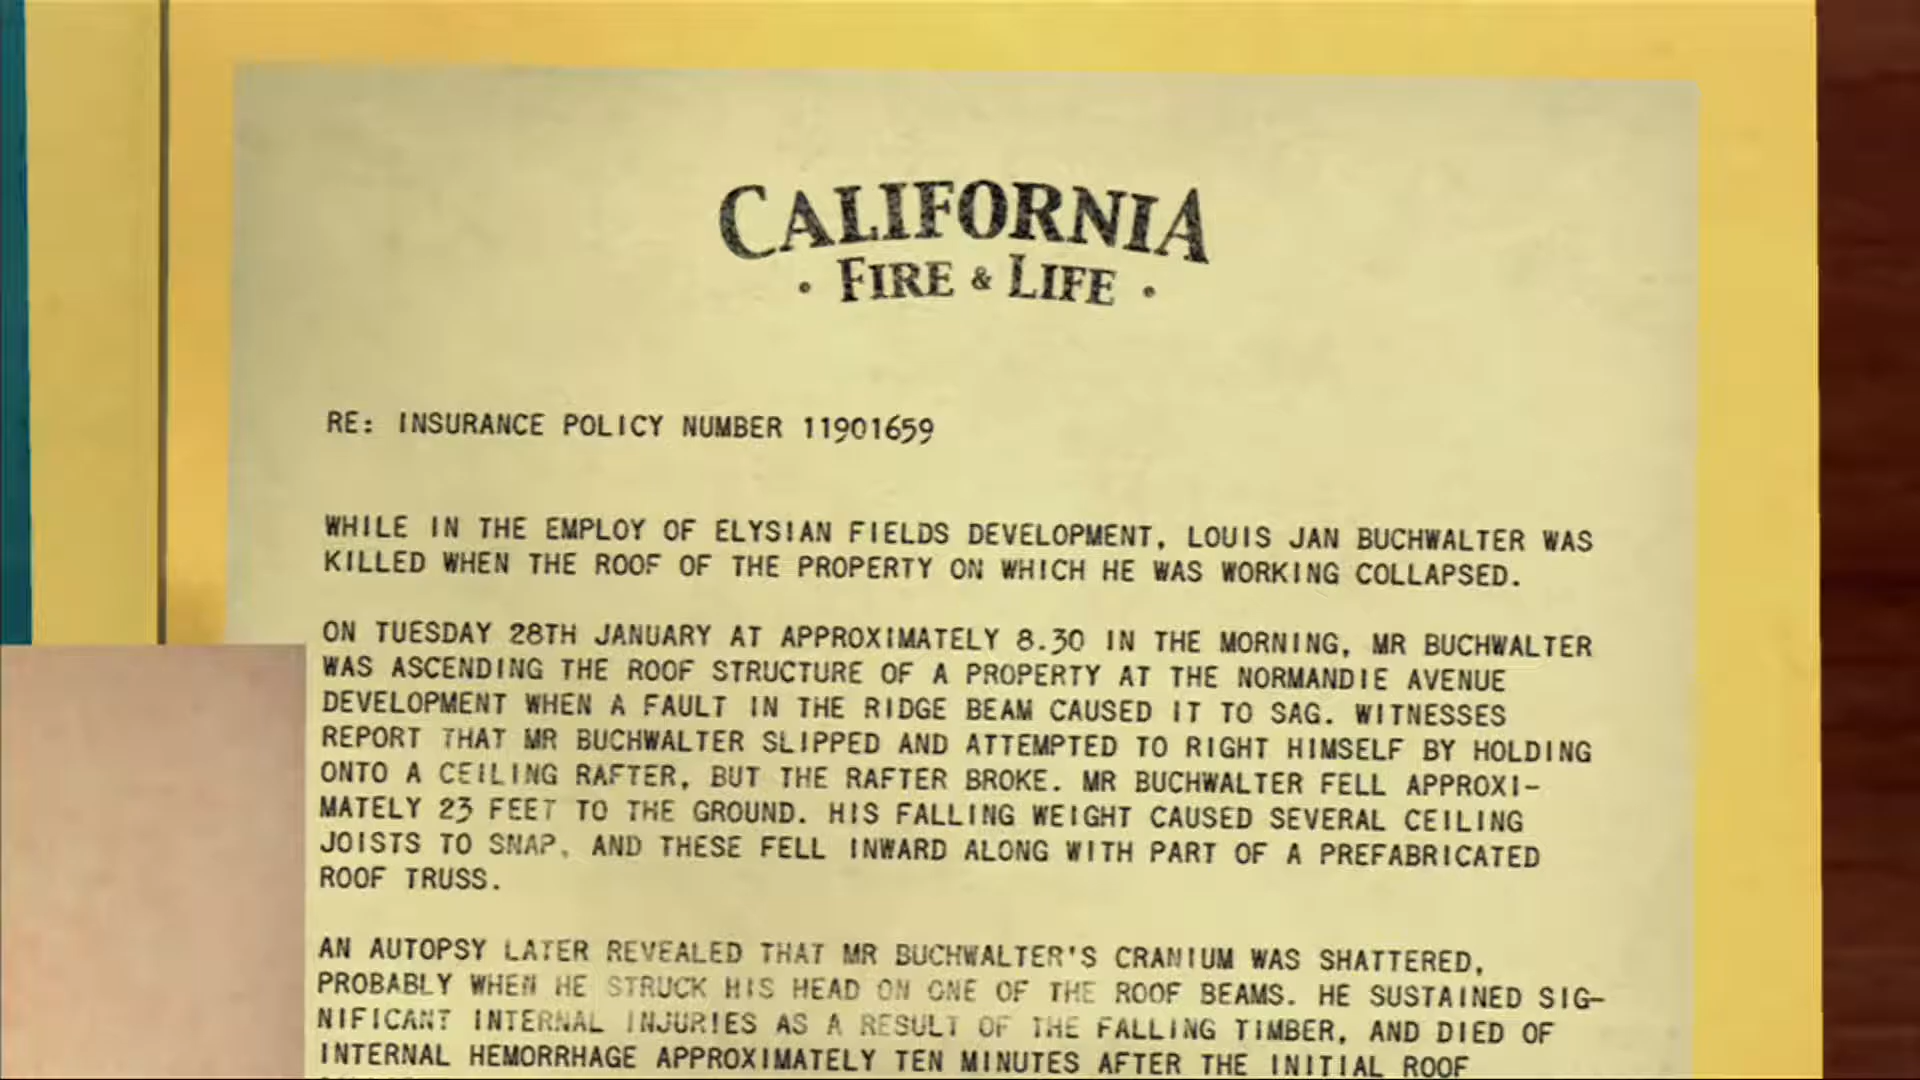 CALIFORNIA
• FIRE & LIFE •
RE: INSURANCE POLICY NUMBER 11901659
WHILE IN THE EMPLOY OF ELYSIAN FIELDS DEVELOPMENT, LOUIS JAN BUCHWALTER WAS
KILLED WHEN THE ROOF OF THE PROPERTY ON WHICH HE WAS WORKING COLLAPSED.
ON TUESDAY 28TH JANUARY AT APPROXIMATELY 8.30 IN THE MORNING, MR BUCHWALTER
WAS ASCENDING THE ROOF STRUCTURE OF A PROPERTY AT THE NORMANDIE AVENUE
DEVELOPMENT WHEN A FAULT IN THE RIDGE BEAM CAUSED IT TO SAG. WITNESSES
REPORT THAT MR BUCHWALTER SLIPPED AND ATTEMPTED TO RIGHT HIMSELF BY HOLDING
ONTO A CEILING RAFTER, BUT THE RAFTER BROKE. MR BUCHWALTER FELL APPROXI-
MATELY 23 FEET TO THE GROUND. HIS FALLING WEIGHT CAUSED SEVERAL CEILING
JOISTS TO SNAP, AND THESE FELL INWARD ALONG WITH PART OF A PREFABRICATED
ROOF TRUSS.
AN AUTOPSY LATER REVEALED THAT MR BUCHWALTER'S CRANIUM WAS SHATTERED,
PROBABLY WHEN HE STRUCK HIS HEAD ON ONE OF THE ROOF BEAMS. HE SUSTAINED SIG-
NIFICANT INTERNAL INJURIES AS A RESULT OF THE FALLING TIMBER, AND DIED OF
INTERNAL HEMORRHAGE APPROXIMATELY TEN MINUTES AFTER THE INITIAL ROOF